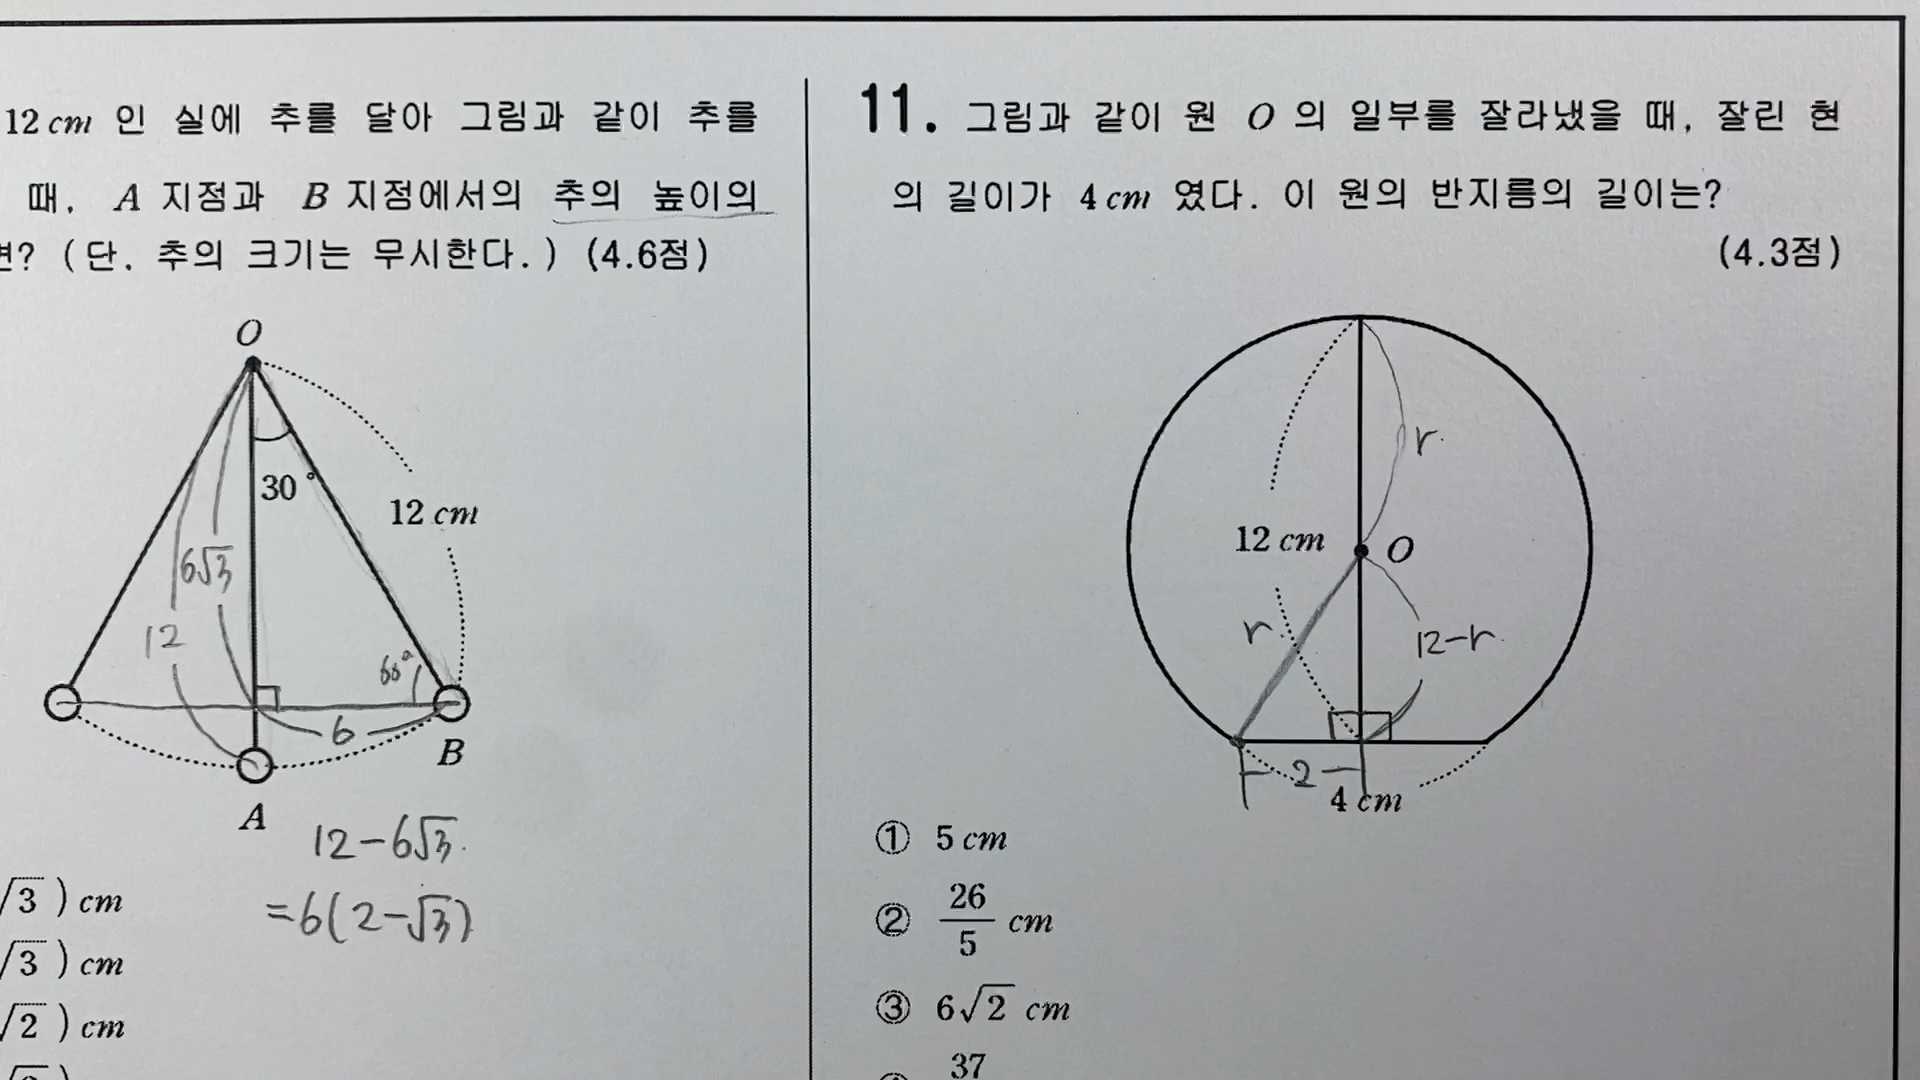 12 cm 인 실에 추를 달아 그림과 같이 추를
때, A 지점과 B 지점에서의 추의 높이의
면? (단, 추의 크기는 무시한다.) (4.6점)
O
30°
12 cm
6√3
12
60°
6
B
A
12-6√3
=6(2-√3)
√3 ) cm
√3 ) cm
√2 ) cm
11. 그림과 같이 원 O 의 일부를 잘라냈을 때, 잘린 현
의 길이가 4 cm 였다. 이 원의 반지름의 길이는?
(4.3점)
r
12 cm
O
r
12-r
2
4 cm
① 5 cm
② 26/5 cm
③ 6√2 cm
37